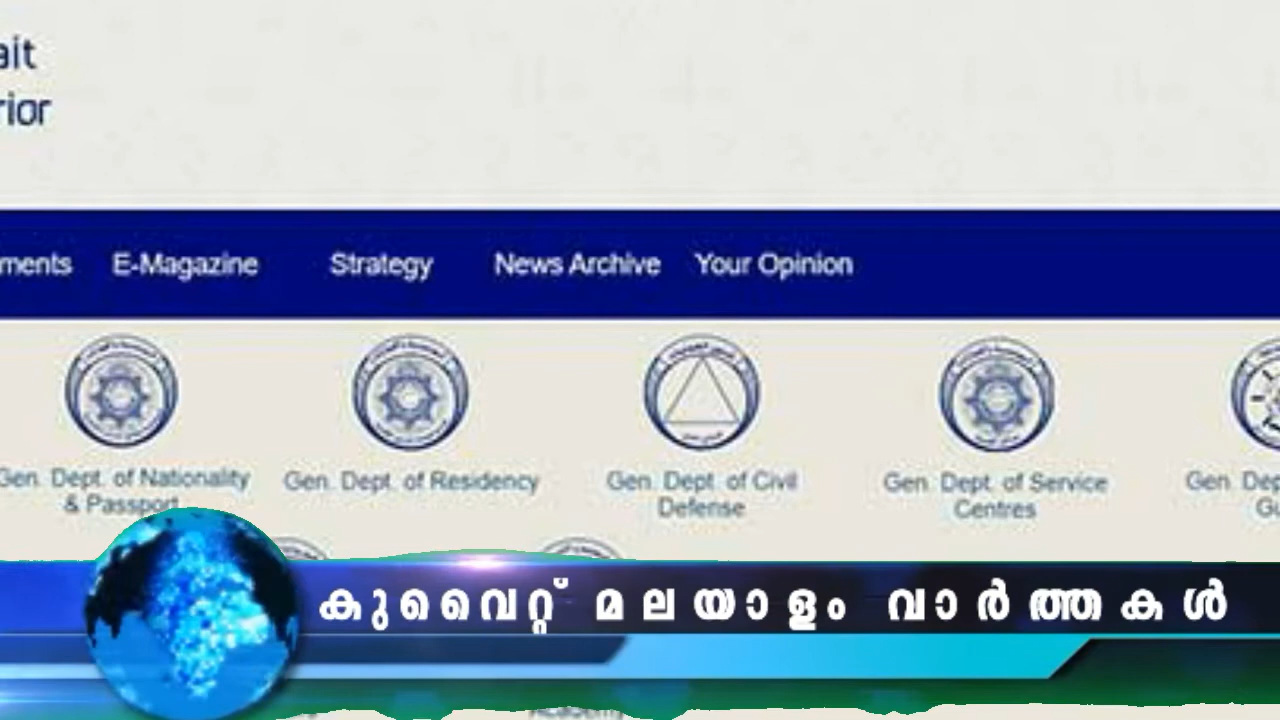 ait
rior
ments E-Magazine Strategy News Archive Your Opinion
Gen. Dept. of Nationality
& Passport
Gen. Dept. of Residency
Gen. Dept. of Civil
Defense
Gen. Dept. of Service
Centres
Gen. Dep
കുവൈറ്റ് മലയാളം വാർത്തകൾ
Academy